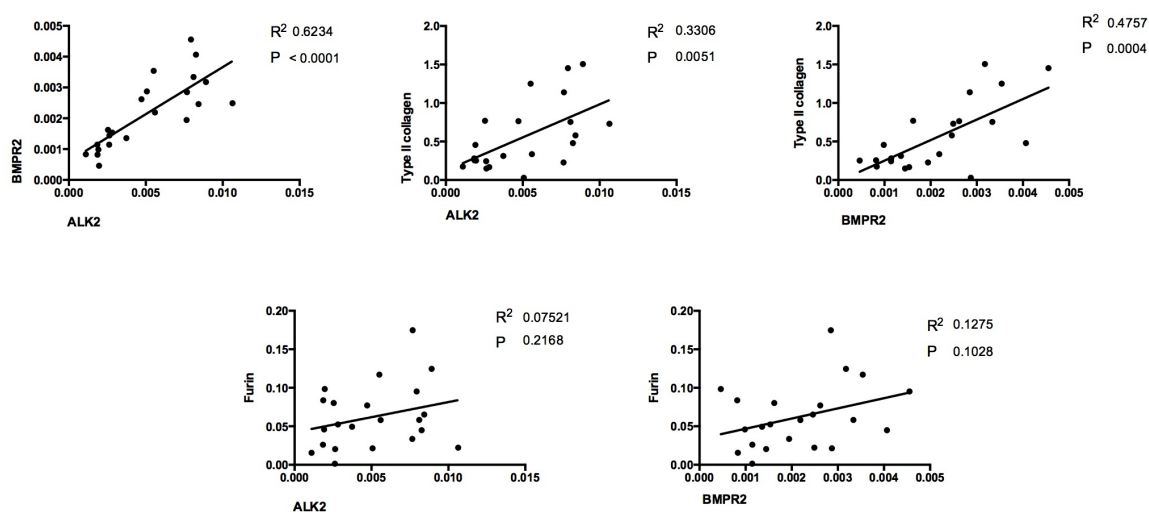 R² 0.6234
P < 0.0001
BMPR2
0.005
0.004
0.003
0.002
0.001
0.000
0.000 0.005 0.010 0.015
ALK2
R² 0.3306
P 0.0051
Type II collagen
2.0
1.5
1.0
0.5
0.0
0.000 0.005 0.010 0.015
ALK2
R² 0.4757
P 0.0004
Type II collagen
2.0
1.5
1.0
0.5
0.0
0.000 0.001 0.002 0.003 0.004 0.005
BMPR2
R² 0.07521
P 0.2168
Furin
0.20
0.15
0.10
0.05
0.00
0.000 0.005 0.010 0.015
ALK2
R² 0.1275
P 0.1028
Furin
0.20
0.15
0.10
0.05
0.00
0.000 0.001 0.002 0.003 0.004 0.005
BMPR2